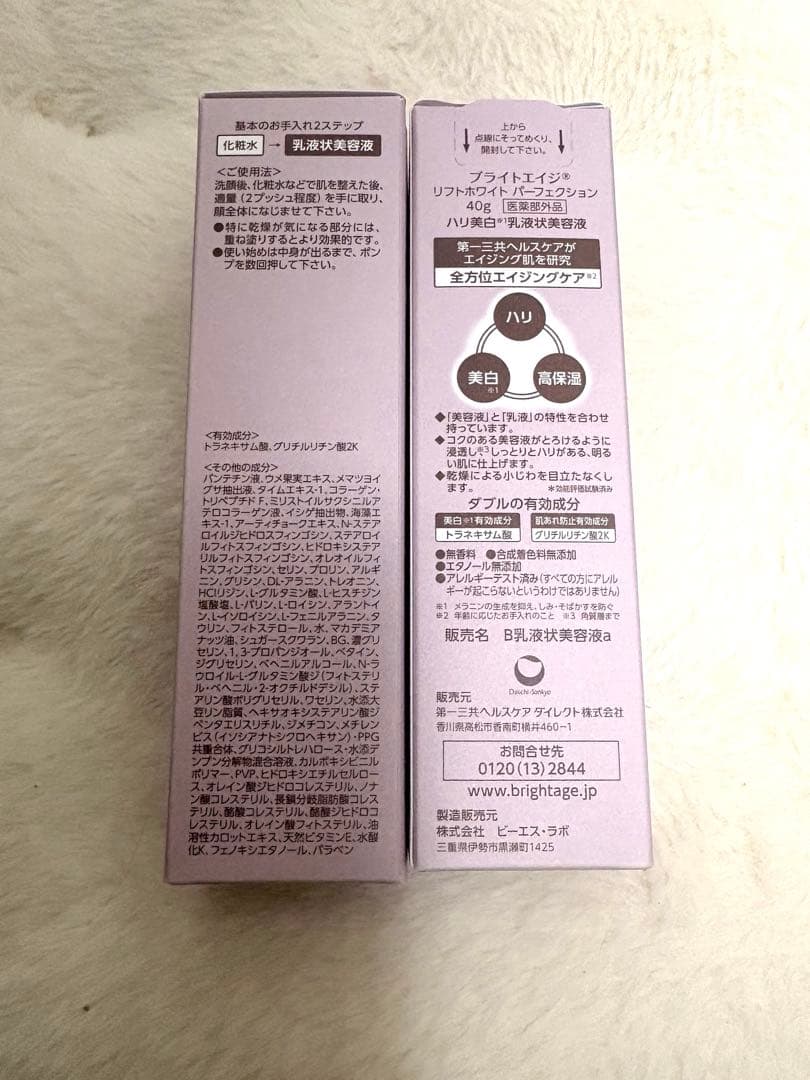 基本のお手入れ2ステップ
化粧水 → 乳液状美容液
<ご使用法>
洗顔後、化粧水などで肌を整えた後、
適量（2プッシュ程度）を手に取り、
顔全体になじませて下さい。
●特に乾燥が気になる部分には、
重ね塗りするとより効果的です。
●使い始めは中身が出るまで、ポン
プを数回押して下さい。
<有効成分>
トラネキサム酸、グリチルリチン酸2K
<その他の成分>
パンテチン液、ウメ果実エキス、メマツヨイ
グサ抽出液、タイムエキス-1、コラーゲン・
トリペプチド F、ミリストイルサクシニルア
テロコラーゲン液、イシゲ抽出物、海藻エ
キス-1、アーティチョークエキス、N-ステア
ロイルジヒドロスフィンゴシン、ステアロイ
ルフィトスフィンゴシン、ヒドロキシステア
リルフィトスフィンゴシン、オレオイルフィ
トスフィンゴシン、セリン、プロリン、アルギ
ニン、グリシン、DL-アラニン、トレオニン、
HClリジン、L-グルタミン酸、L-ヒスチジン
塩酸塩、L-バリン、L-ロイシン、アラントイ
ン、L-イソロイシン、L-フェニルアラニン、タ
ウリン、フィトステロール、水、マカデミア
ナッツ油、シュガースクワラン、BG、濃グリ
セリン、1,3-プロパンジオール、ベタイン、
ジグリセリン、ベヘニルアルコール、N-ラ
ウロイル-L-グルタミン酸ジ（フィトステリ
ル・ベヘニル・2-オクチルドデシル）、ステ
アリン酸ポリグリセリル、ワセリン、水添大
豆リン脂質、ヘキサオキシステアリン酸ジ
ペンタエリスリチル、ジメチコン、メチレン
ビス（イソシアナトシクロヘキサン）・PPG
共重合体、グリコシルトレハロース・水添デ
ンプン分解物混合溶液、カルボキシビニル
ポリマー、PVP、ヒドロキシエチルセルロー
ス、オレイン酸ジヒドロコレステリル、ノナ
ン酸コレステリル、長鎖分岐脂肪酸コレス
テリル、酪酸コレステリル、酪酸ジヒドロコ
レステリル、オレイン酸フィトステリル、油
溶性カロットエキス、天然ビタミンE、水酸
化K、フェノキシエタノール、パラベン
上から
点線にそってめくり、
開封して下さい。
ブライトエイジ®
リフトホワイト パーフェクション
40g 医薬部外品
ハリ美白※1乳液状美容液
第一三共ヘルスケアが
エイジング肌を研究
全方位エイジングケア※2
ハリ
美白※1 高保湿
◆「美容液」と「乳液」の特性を合わせ
持っています。
◆コクのある美容液がとろけるように
浸透し※3しっとりとハリがある、明る
い肌に仕上げます。
◆乾燥による小じわを目立たなくし
ます。 *効能評価試験済み
ダブルの有効成分
美白※1有効成分 肌あれ防止有効成分
トラネキサム酸 グリチルリチン酸2K
●無香料 ●合成着色料無添加
●エタノール無添加
●アレルギーテスト済み（すべての方にアレル
ギーが起こらないというわけではありません）
※1 メラニンの生成を抑え、しみ・そばかすを防ぐ
※2 年齢に応じたお手入れのこと ※3 角質層まで
販売名 B乳液状美容液a
Daiichi-Sankyo
販売元
第一三共ヘルスケア ダイレクト株式会社
香川県高松市香南町横井460-1
お問合せ先
0120(13)2844
www.brightage.jp
製造販売元
株式会社 ビーエス・ラボ
三重県伊勢市黒瀬町1425